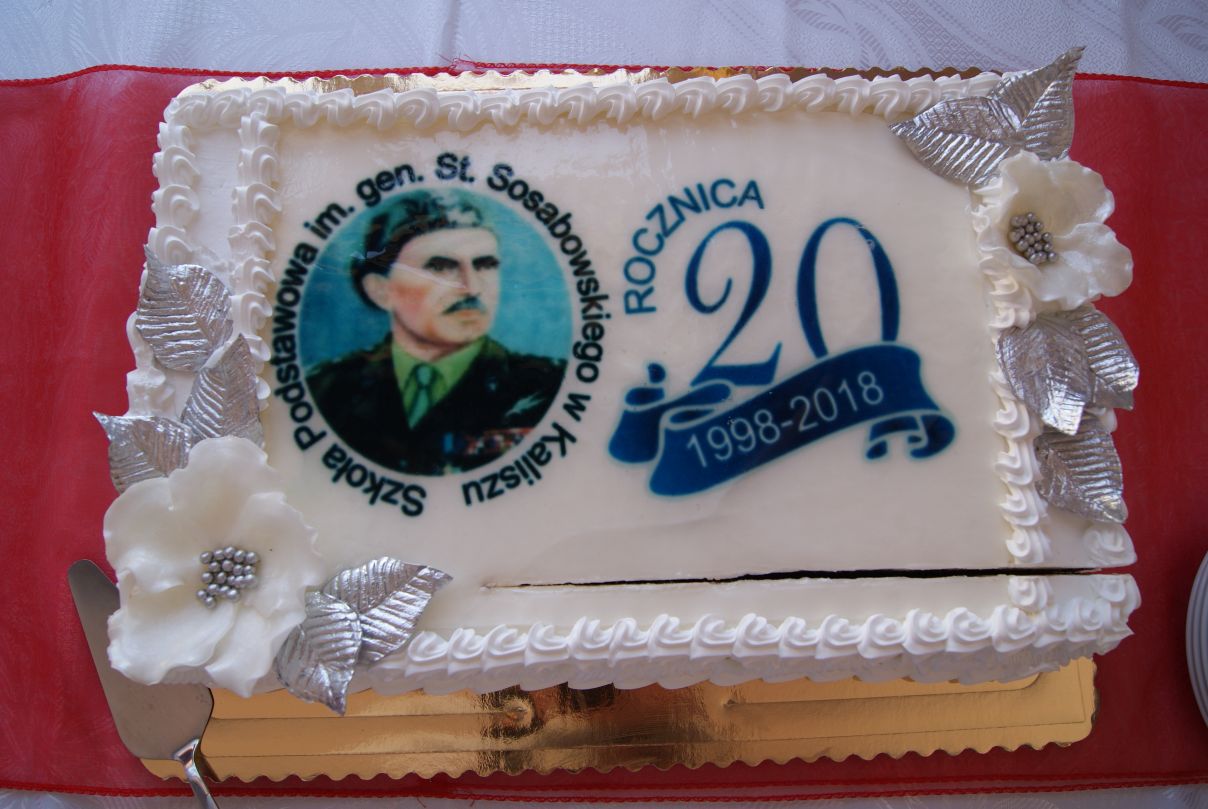 Szkoła Podstawowa im. gen. St. Sosabowskiego w Kaliszu
ROCZNICA
20
1998-2018